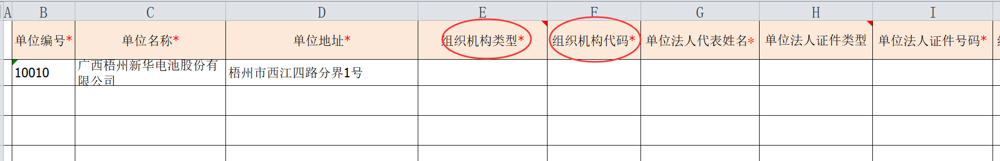 A B C D E F G H I
单位编号* 单位名称* 单位地址* 组织机构类型* 组织机构代码* 单位法人代表姓名* 单位法人证件类型 单位法人证件号码*
10010 广西梧州新华电池股份有 梧州市西江四路分界1号
限公司